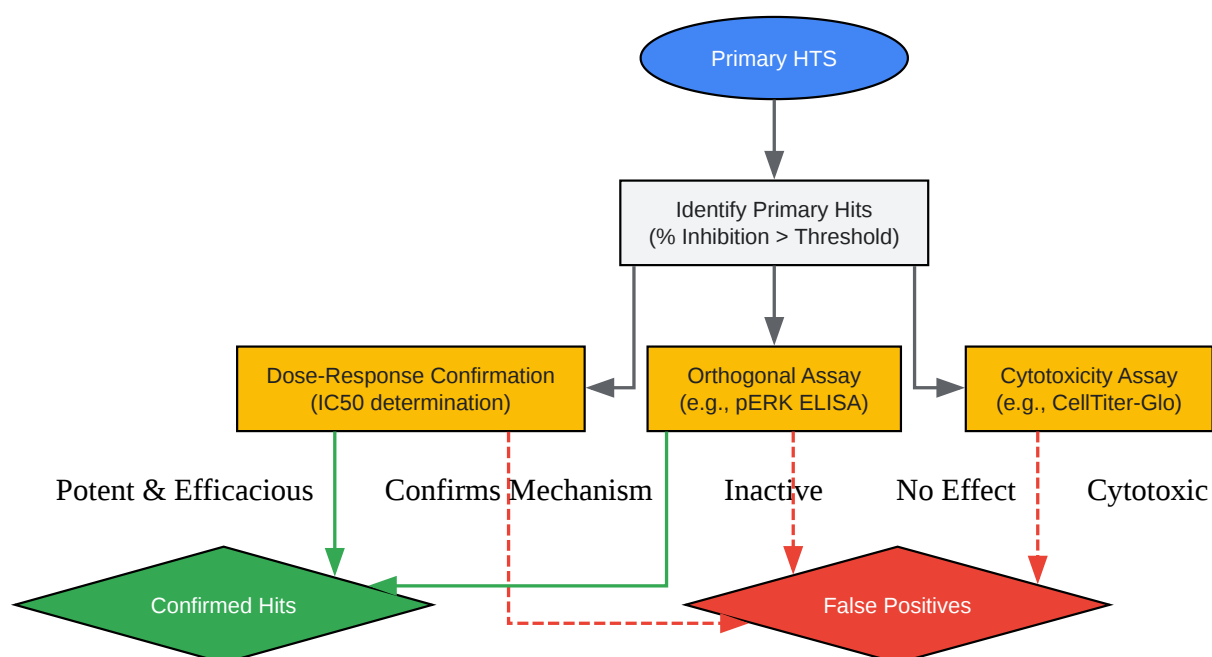 Primary HTS
Identify Primary Hits
(% Inhibition > Threshold)
Dose-Response Confirmation
(IC50 determination)
Orthogonal Assay
(e.g., pERK ELISA)
Cytotoxicity Assay
(e.g., CellTiter-Glo)
Potent & Efficacious
Confirms Mechanism
Inactive
No Effect
Cytotoxic
Confirmed Hits
False Positives